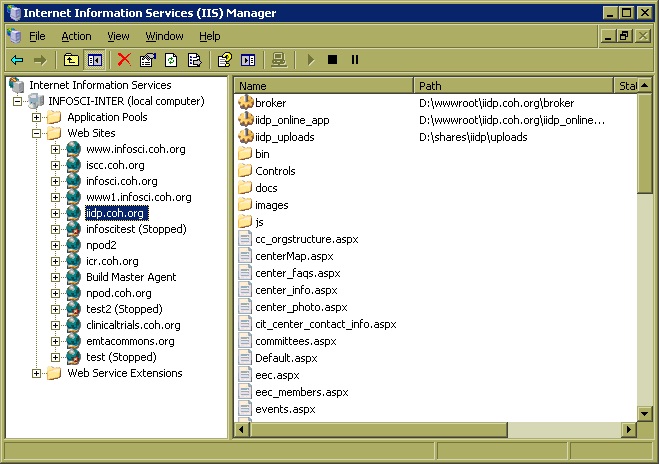 Internet Information Services (IIS) Manager
File Action View Window Help
Internet Information Services
INFOSCI-INTER (local computer)
Application Pools
Web Sites
www.infosci.coh.org
iscc.coh.org
infosci.coh.org
www1.infosci.coh.org
iidp.coh.org
infoscitest (Stopped)
npod2
icr.coh.org
Build Master Agent
npod.coh.org
test2 (Stopped)
clinicaltrials.coh.org
emtacommons.org
test (Stopped)
Web Service Extensions
Name Path Stat
broker D:\wwwroot\iidp.coh.org\broker
iidp_online_app D:\wwwroot\iidp.coh.org\iidp_online...
iidp_uploads D:\shares\iidp\uploads
bin
Controls
docs
images
js
cc_orgstructure.aspx
centerMap.aspx
center_faqs.aspx
center_info.aspx
center_photo.aspx
cit_center_contact_info.aspx
committees.aspx
Default.aspx
eec.aspx
eec_members.aspx
events.aspx